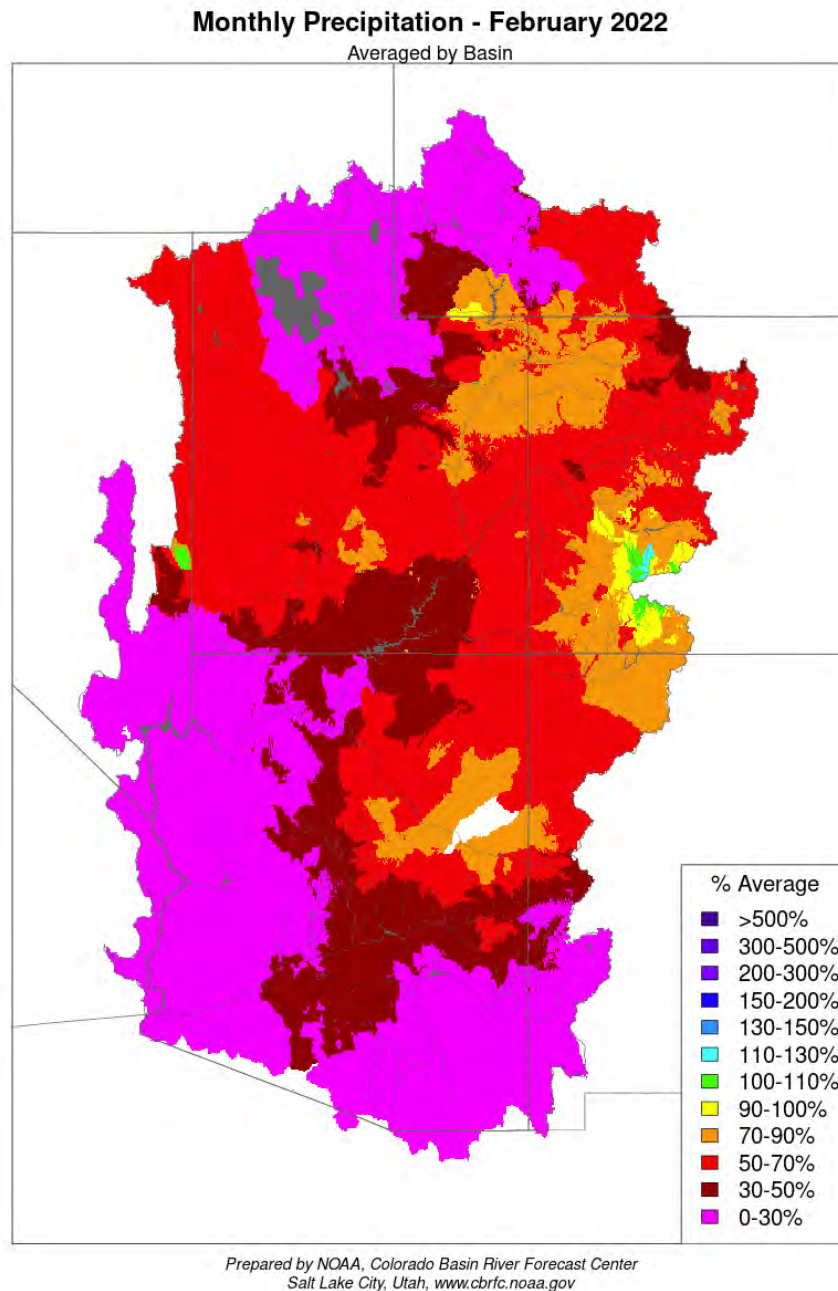 Monthly Precipitation - February 2022
Averaged by Basin
% Average
>500%
300-500%
200-300%
150-200%
130-150%
110-130%
100-110%
90-100%
70-90%
50-70%
30-50%
0-30%
Prepared by NOAA, Colorado Basin River Forecast Center
Salt Lake City, Utah, www.cbrfc.noaa.gov